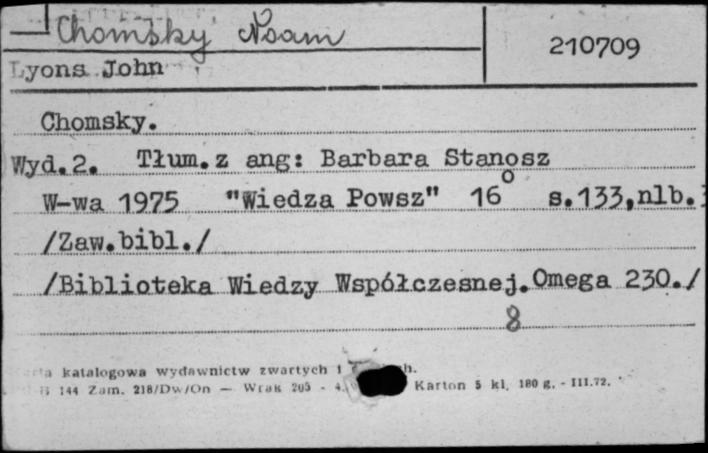 Chomsky Noam
210709
Lyons John
Chomsky.
Wyd.2. Tłum.z ang: Barbara Stanosz
W-wa 1975 "Wiedza Powsz" 16° s.133,nlb.3
/Zaw.bibl./
/Biblioteka Wiedzy Współczesnej.Omega 230./
8
katalogowa wydawnictw zwartych i
144 Zam. 218/Dw/On — Karton 5 kl. 180 g. - III.72.